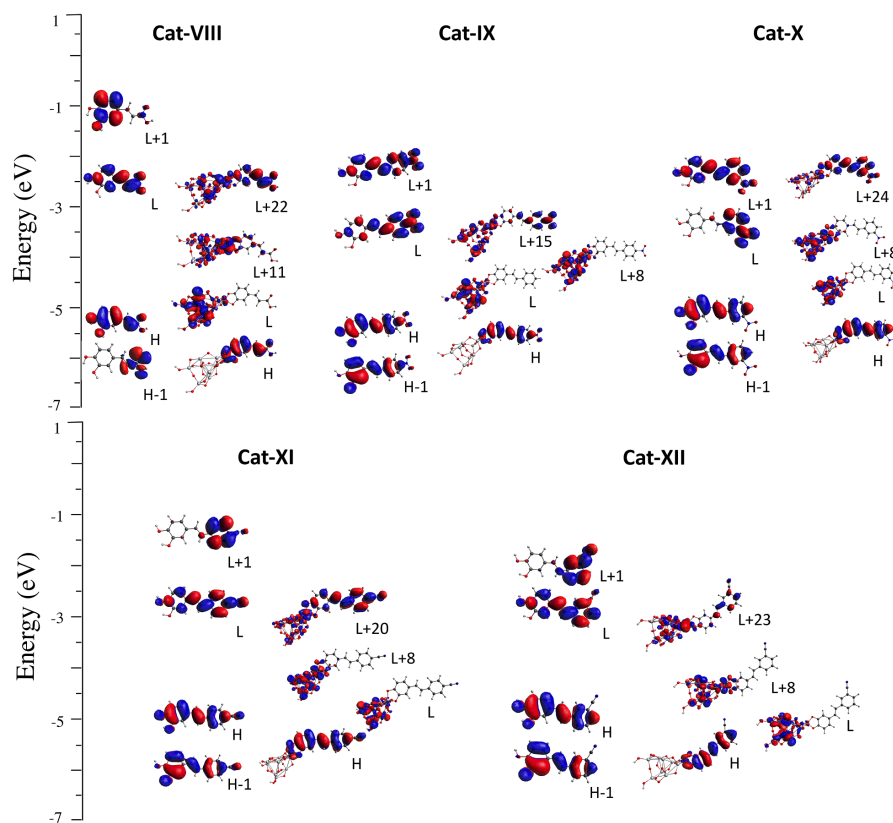 1
-1
-3
-5
-7
Energy (eV)
Cat-VIII
L+1
L
H
H-1
L+22
L+11
L
H
Cat-IX
L+1
L
H
H-1
L+15
L+8
L
H
Cat-X
L+1
L
H
H-1
L+24
L+8
L
H
1
-1
-3
-5
-7
Energy (eV)
Cat-XI
L+1
L
H
H-1
L+20
L+8
L
H
Cat-XII
L+1
L
H
H-1
L+23
L+8
L
H